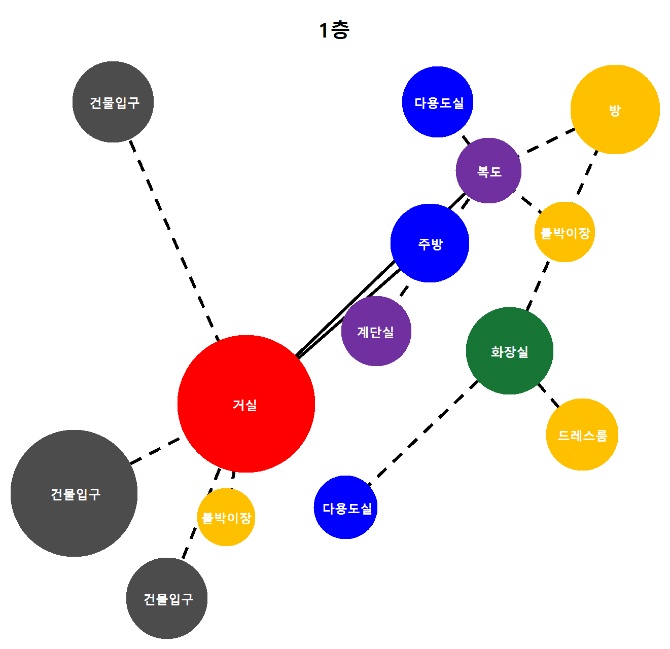 1층
건물입구
다용도실
방
복도
붙박이장
주방
계단실
화장실
거실
드레스룸
건물입구
다용도실
붙박이장
건물입구